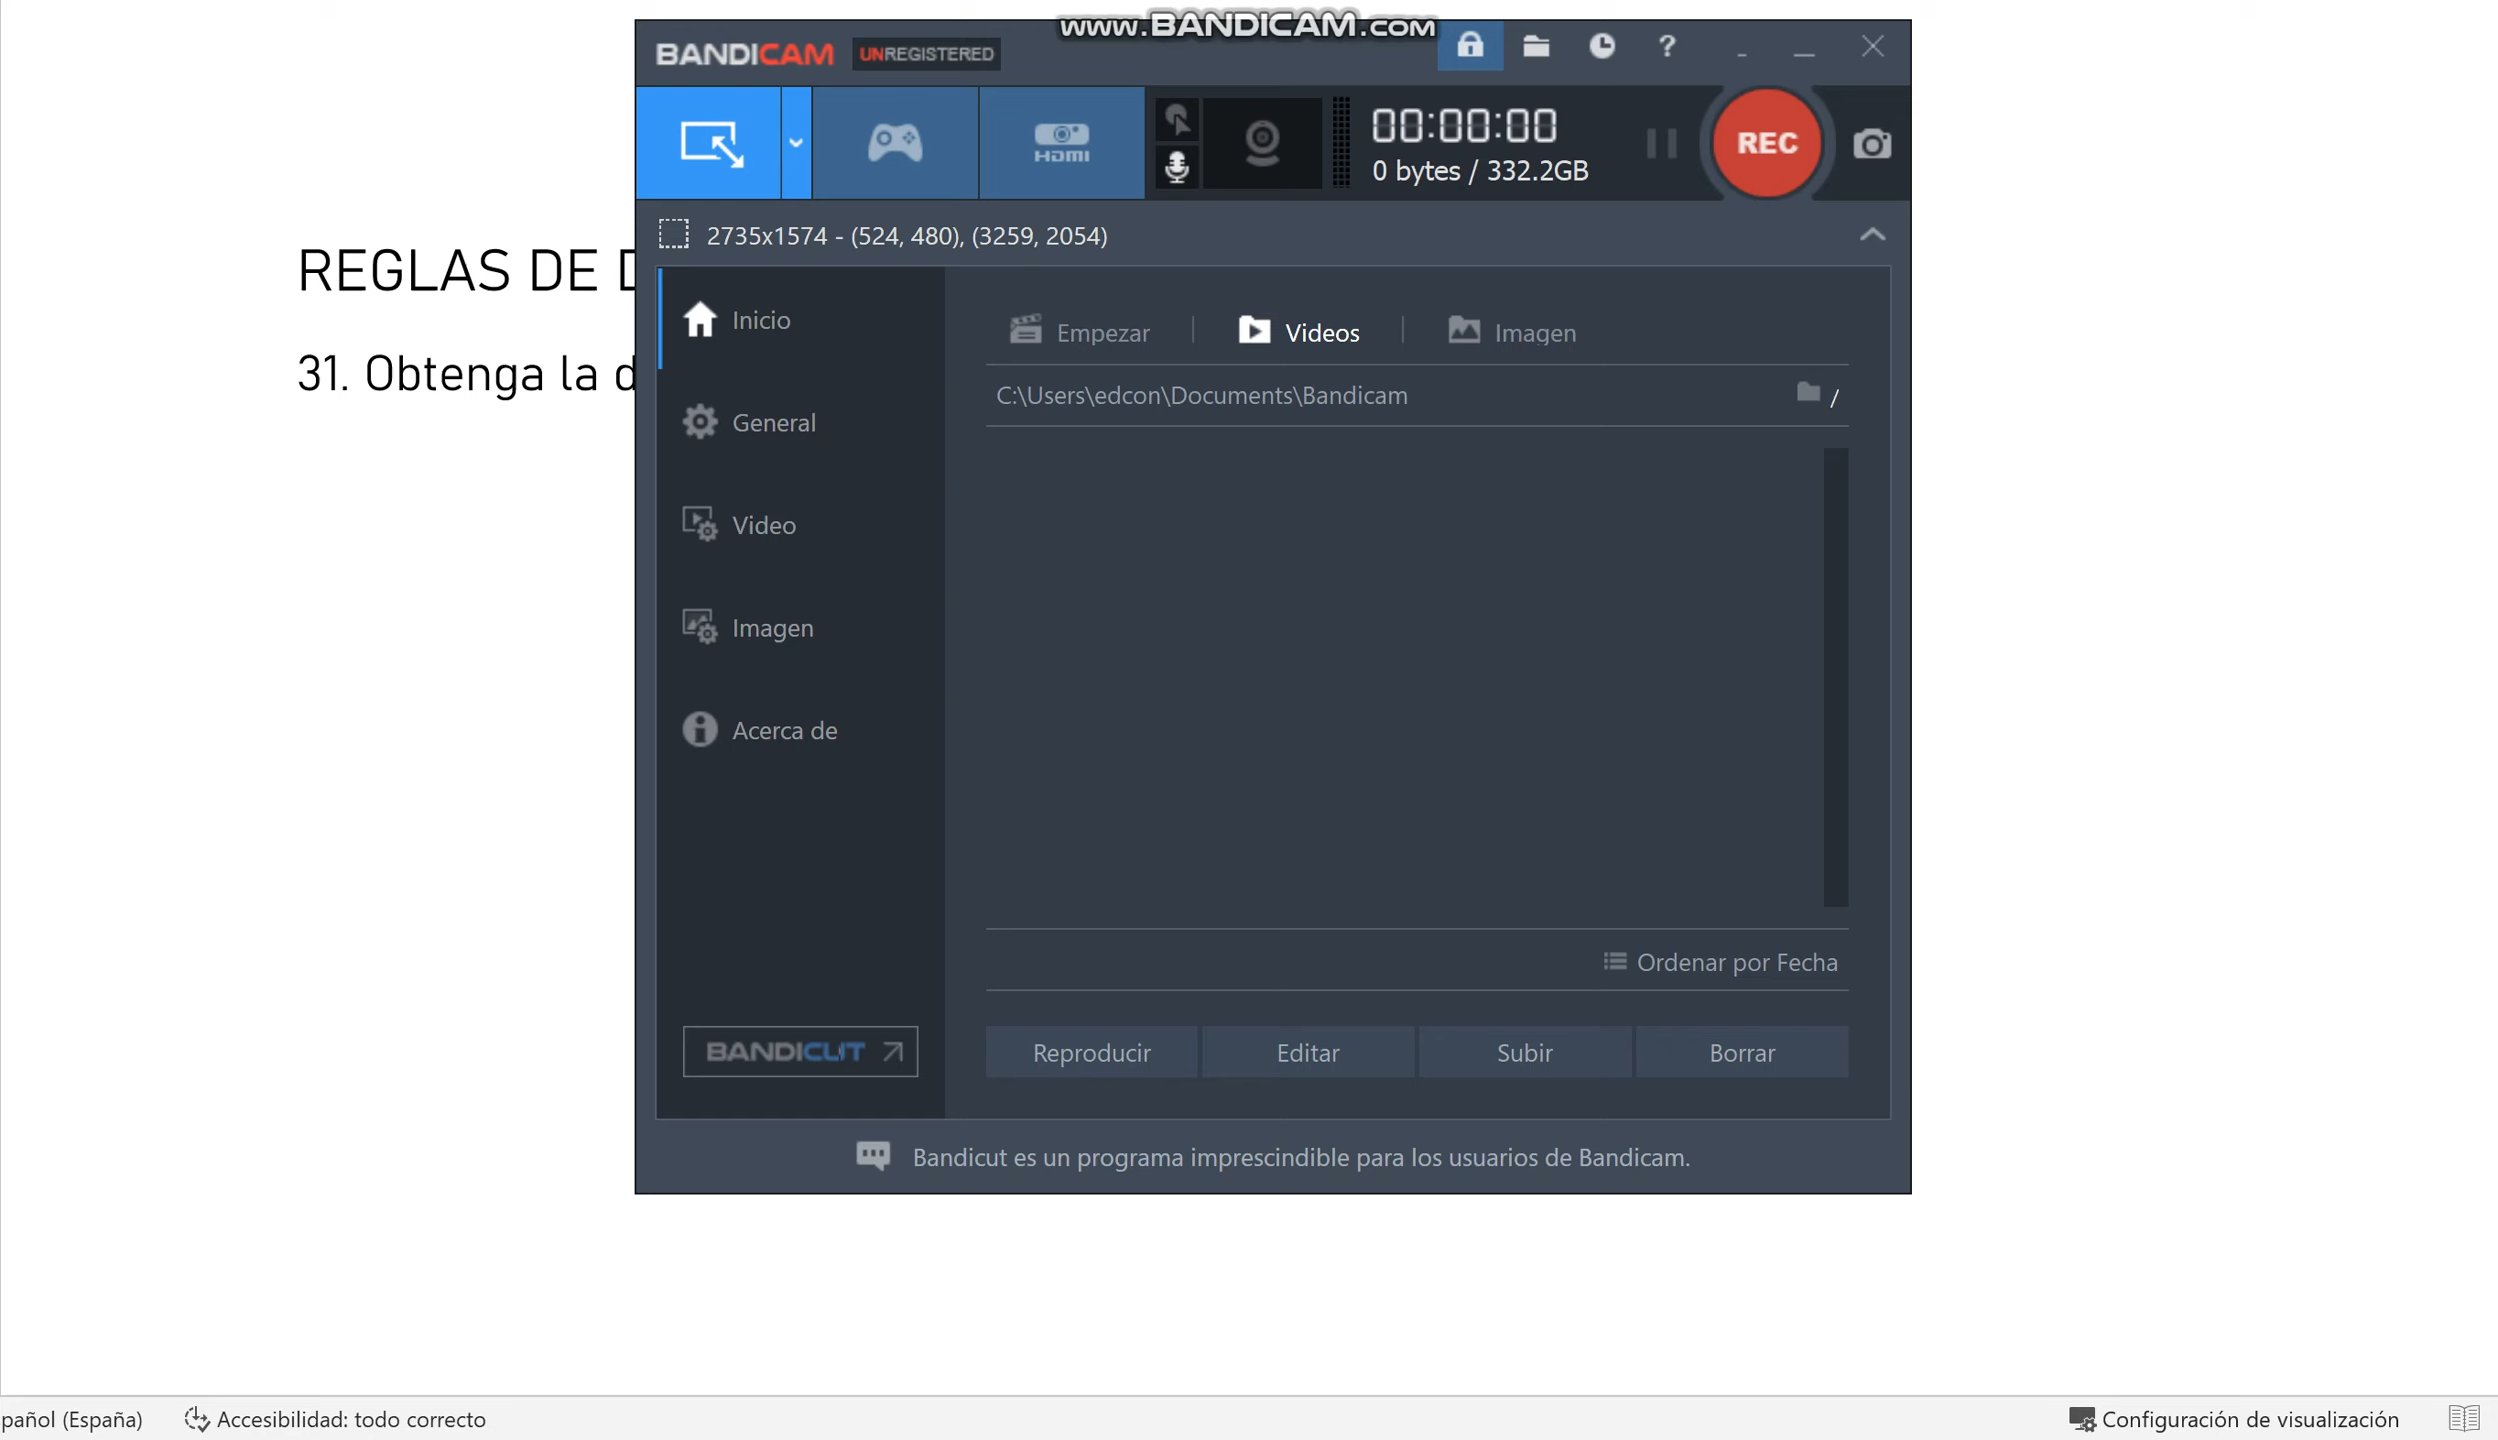 www.BANDICAM.com
BANDICAM UNREGISTERED
?
HDMI
00:00:00
REC
0 bytes / 332.2GB
2735x1574 - (524, 480), (3259, 2054)
REGLAS DE D
31. Obtenga la d
Inicio
General
Video
Imagen
Acerca de
BANDICUT
Empezar
Videos
Imagen
C:\Users\edcon\Documents\Bandicam
/
Ordenar por Fecha
Reproducir
Editar
Subir
Borrar
Bandicut es un programa imprescindible para los usuarios de Bandicam.
pañol (España)
Accesibilidad: todo correcto
Configuración de visualización